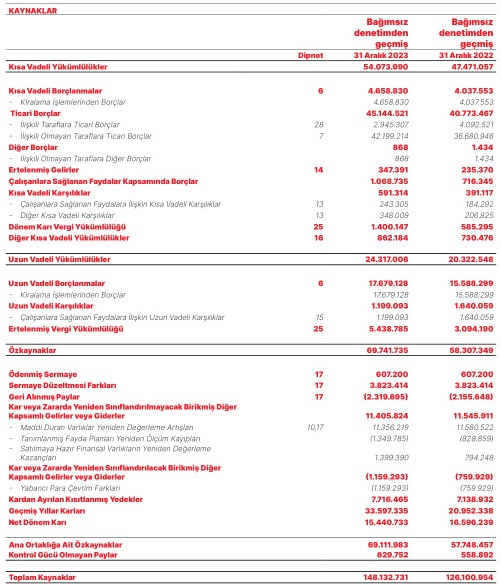 KAYNAKLAR
Bağımsız Bağımsız
denetimden denetimden
geçmiş geçmiş
Dipnot 31 Aralık 2023 31 Aralık 2022
Kısa Vadeli Yükümlülükler 54.073.990 47.471.057
Kısa Vadeli Borçlanmalar 6 4.658.830 4.037.553
- Kiralama İşlemlerinden Borçlar 4.658.830 4.037.553
Ticari Borçlar 45.144.521 40.773.467
- İlişkili Taraflara Ticari Borçlar 28 2.945.307 4.092.521
- İlişkili Olmayan Taraflara Ticari Borçlar 7 42.199.214 36.680.946
Diğer Borçlar 868 1.434
- İlişkili Olmayan Taraflara Diğer Borçlar 868 1.434
Ertelenmiş Gelirler 14 347.391 235.370
Çalışanlara Sağlanan Faydalar Kapsamında Borçlar 1.068.735 716.345
Kısa Vadeli Karşılıklar 591.314 391.117
- Çalışanlara Sağlanan Faydalara İlişkin Kısa Vadeli Karşılıklar 13 243.305 184.292
- Diğer Kısa Vadeli Karşılıklar 13 348.009 206.825
Dönem Karı Vergi Yükümlülüğü 25 1.400.147 585.295
Diğer Kısa Vadeli Yükümlülükler 16 862.184 730.476
Uzun Vadeli Yükümlülükler 24.317.006 20.322.548
Uzun Vadeli Borçlanmalar 6 17.679.128 15.588.299
- Kiralama İşlemlerinden Borçlar 17.679.128 15.588.299
Uzun Vadeli Karşılıklar 1.199.093 1.640.059
- Çalışanlara Sağlanan Faydalara İlişkin Uzun Vadeli Karşılıklar 15 1.199.093 1.640.059
Ertelenmiş Vergi Yükümlülüğü 25 5.438.785 3.094.190
Özkaynaklar 69.741.735 58.307.349
Ödenmiş Sermaye 17 607.200 607.200
Sermaye Düzeltmesi Farkları 17 3.823.414 3.823.414
Geri Alınmış Paylar 17 (2.319.695) (2.155.648)
Kar veya Zararda Yeniden Sınıflandırılmayacak Birikmiş Diğer
Kapsamlı Gelirler veya Giderler 11.405.824 11.545.911
- Maddi Duran Varlıklar Yeniden Değerleme Artışları 10,17 11.356.219 11.580.522
- Tanımlanmış Fayda Planları Yeniden Ölçüm Kayıpları (1.349.785) (828.859)
- Satılmaya Hazır Finansal Varlıkların Yeniden Değerleme
Kazançları 1.399.390 794.248
Kar veya Zararda Yeniden Sınıflandırılacak Birikmiş Diğer
Kapsamlı Gelirler veya Giderler (1.159.293) (759.929)
- Yabancı Para Çevrim Farkları (1.159.293) (759.929)
Kardan Ayrılan Kısıtlanmış Yedekler 7.716.465 7.138.932
Geçmiş Yıllar Karları 33.597.335 20.952.338
Net Dönem Karı 15.440.733 16.596.239
Ana Ortaklığa Ait Özkaynaklar 69.111.983 57.748.457
Kontrol Gücü Olmayan Paylar 629.752 558.892
Toplam Kaynaklar 148.132.731 126.100.954